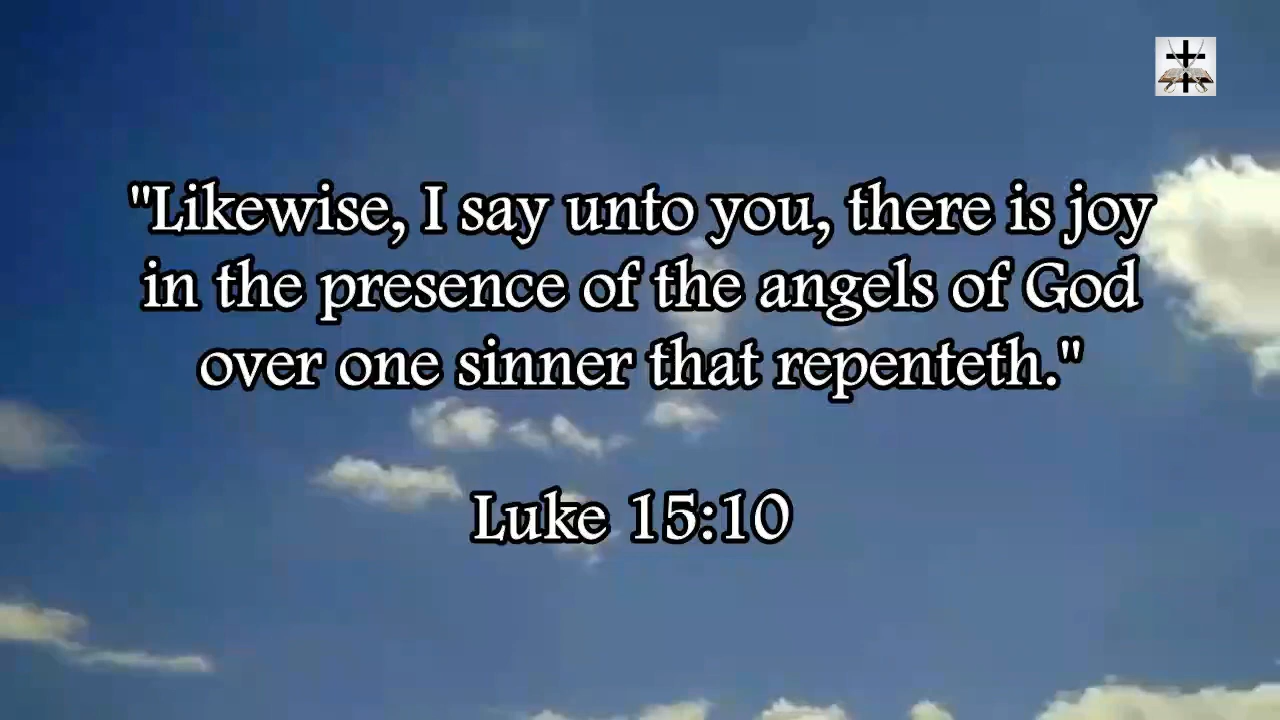 "Likewise, I say unto you, there is joy
in the presence of the angels of God
over one sinner that repenteth."
Luke 15:10